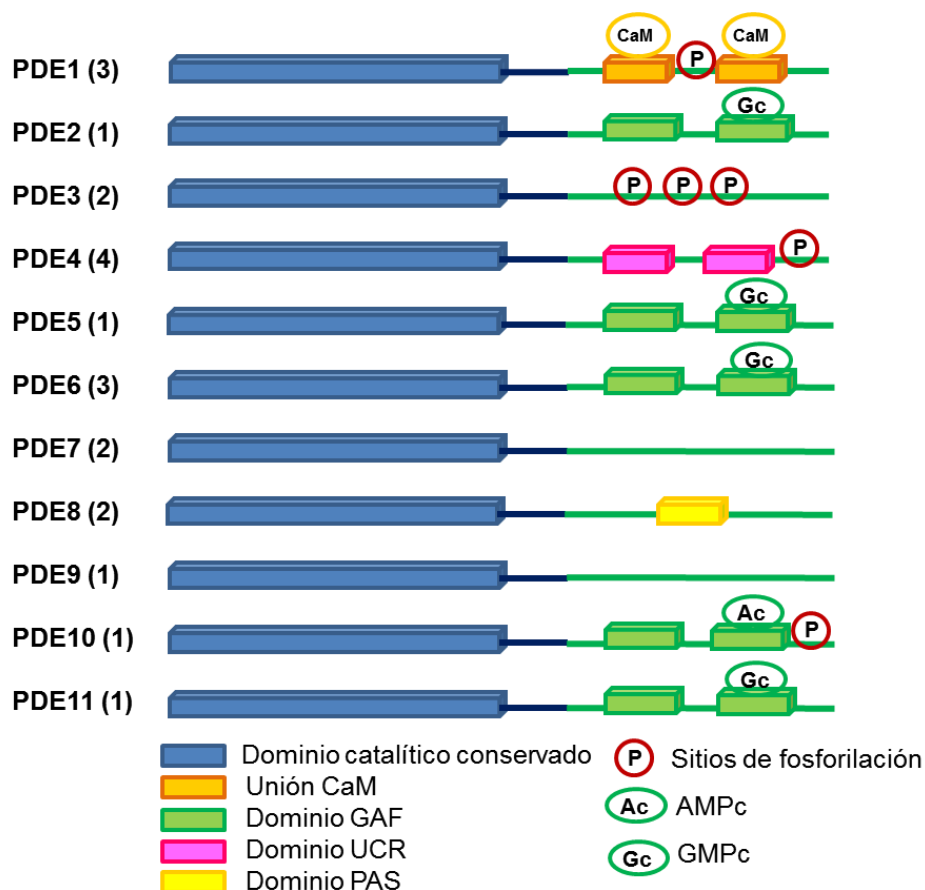 CaM CaM
PDE1 (3) P
Gc
PDE2 (1)
PDE3 (2) P P P
PDE4 (4) P
Gc
PDE5 (1)
Gc
PDE6 (3)
PDE7 (2)
PDE8 (2)
PDE9 (1)
Ac
PDE10 (1) P
Gc
PDE11 (1)
Dominio catalítico conservado
Unión CaM
Dominio GAF
Dominio UCR
Dominio PAS
P Sitios de fosforilación
Ac AMPc
Gc GMPc